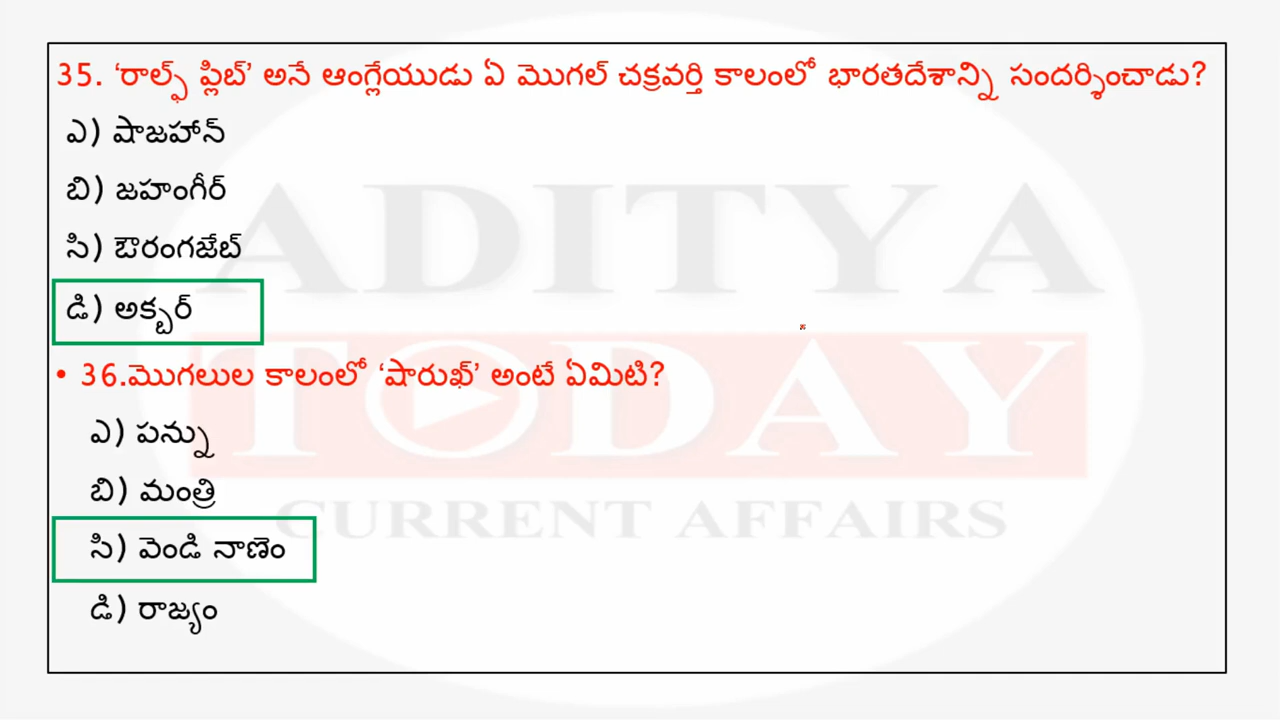 35. ‘రాల్ఫ్ ప్లిబ్’ అనే ఆంగ్లేయుడు ఏ మొగల్ చక్రవర్తి కాలంలో భారతదేశాన్ని సందర్శించాడు?
ఎ) షాజహాన్
బి) జహంగీర్
సి) ఔరంగజేబ్
డి) అక్బర్
• 36.మొగలుల కాలంలో ‘షారుఖ్’ అంటే ఏమిటి?
ఎ) పన్ను
బి) మంత్రి
సి) వెండి నాణెం
డి) రాజ్యం
ADITYA
TODAY
CURRENT AFFAIRS